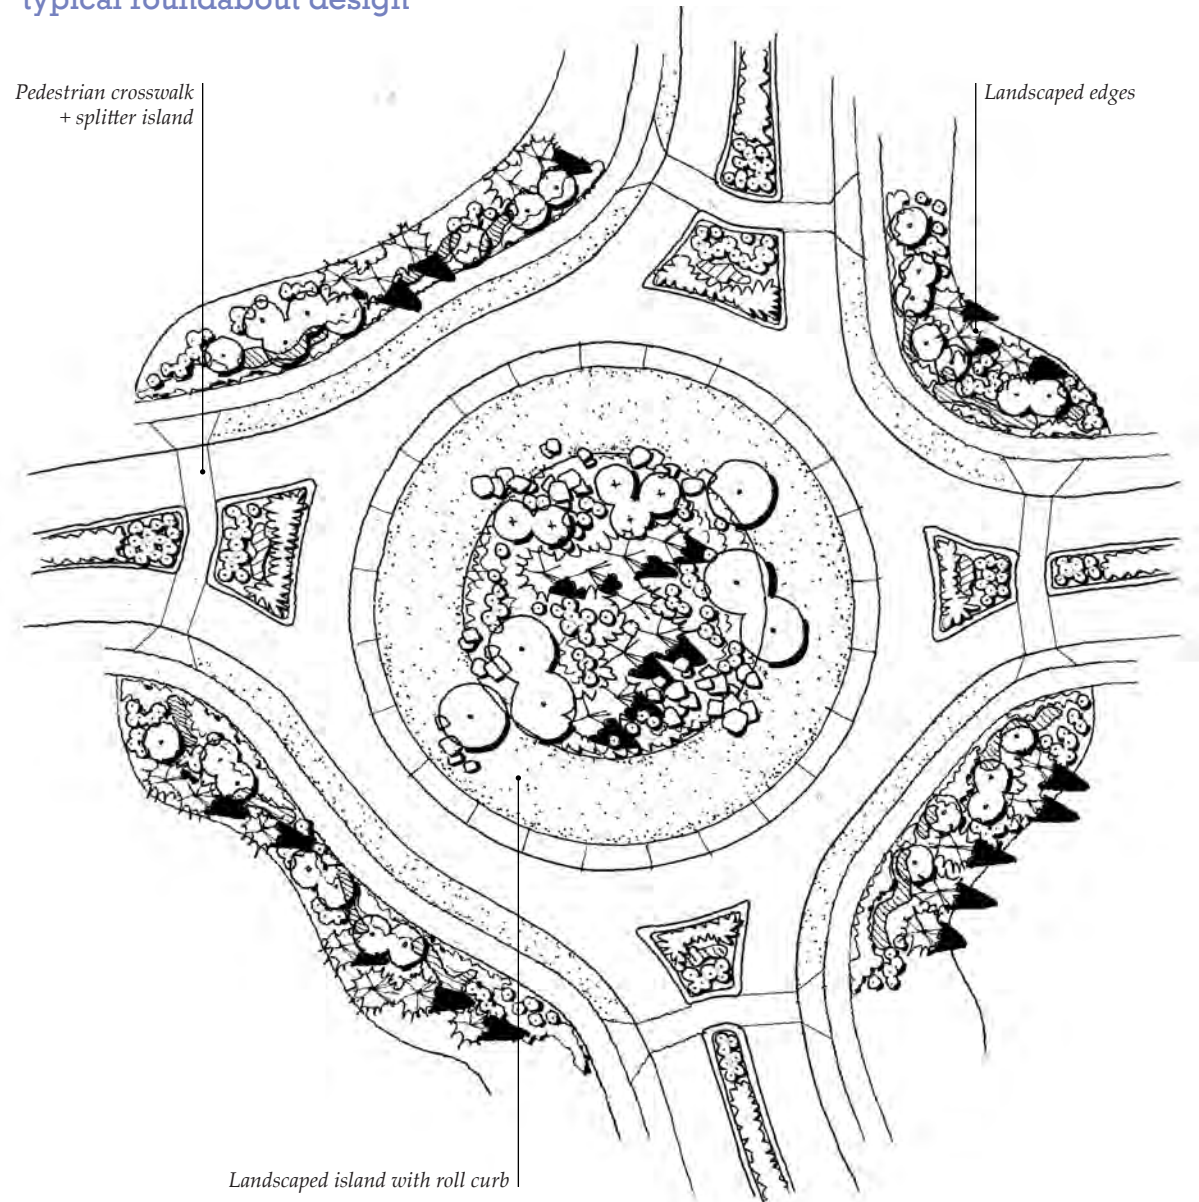 typical roundabout design
Pedestrian crosswalk
+ splitter island
Landscaped edges
Landscaped island with roll curb